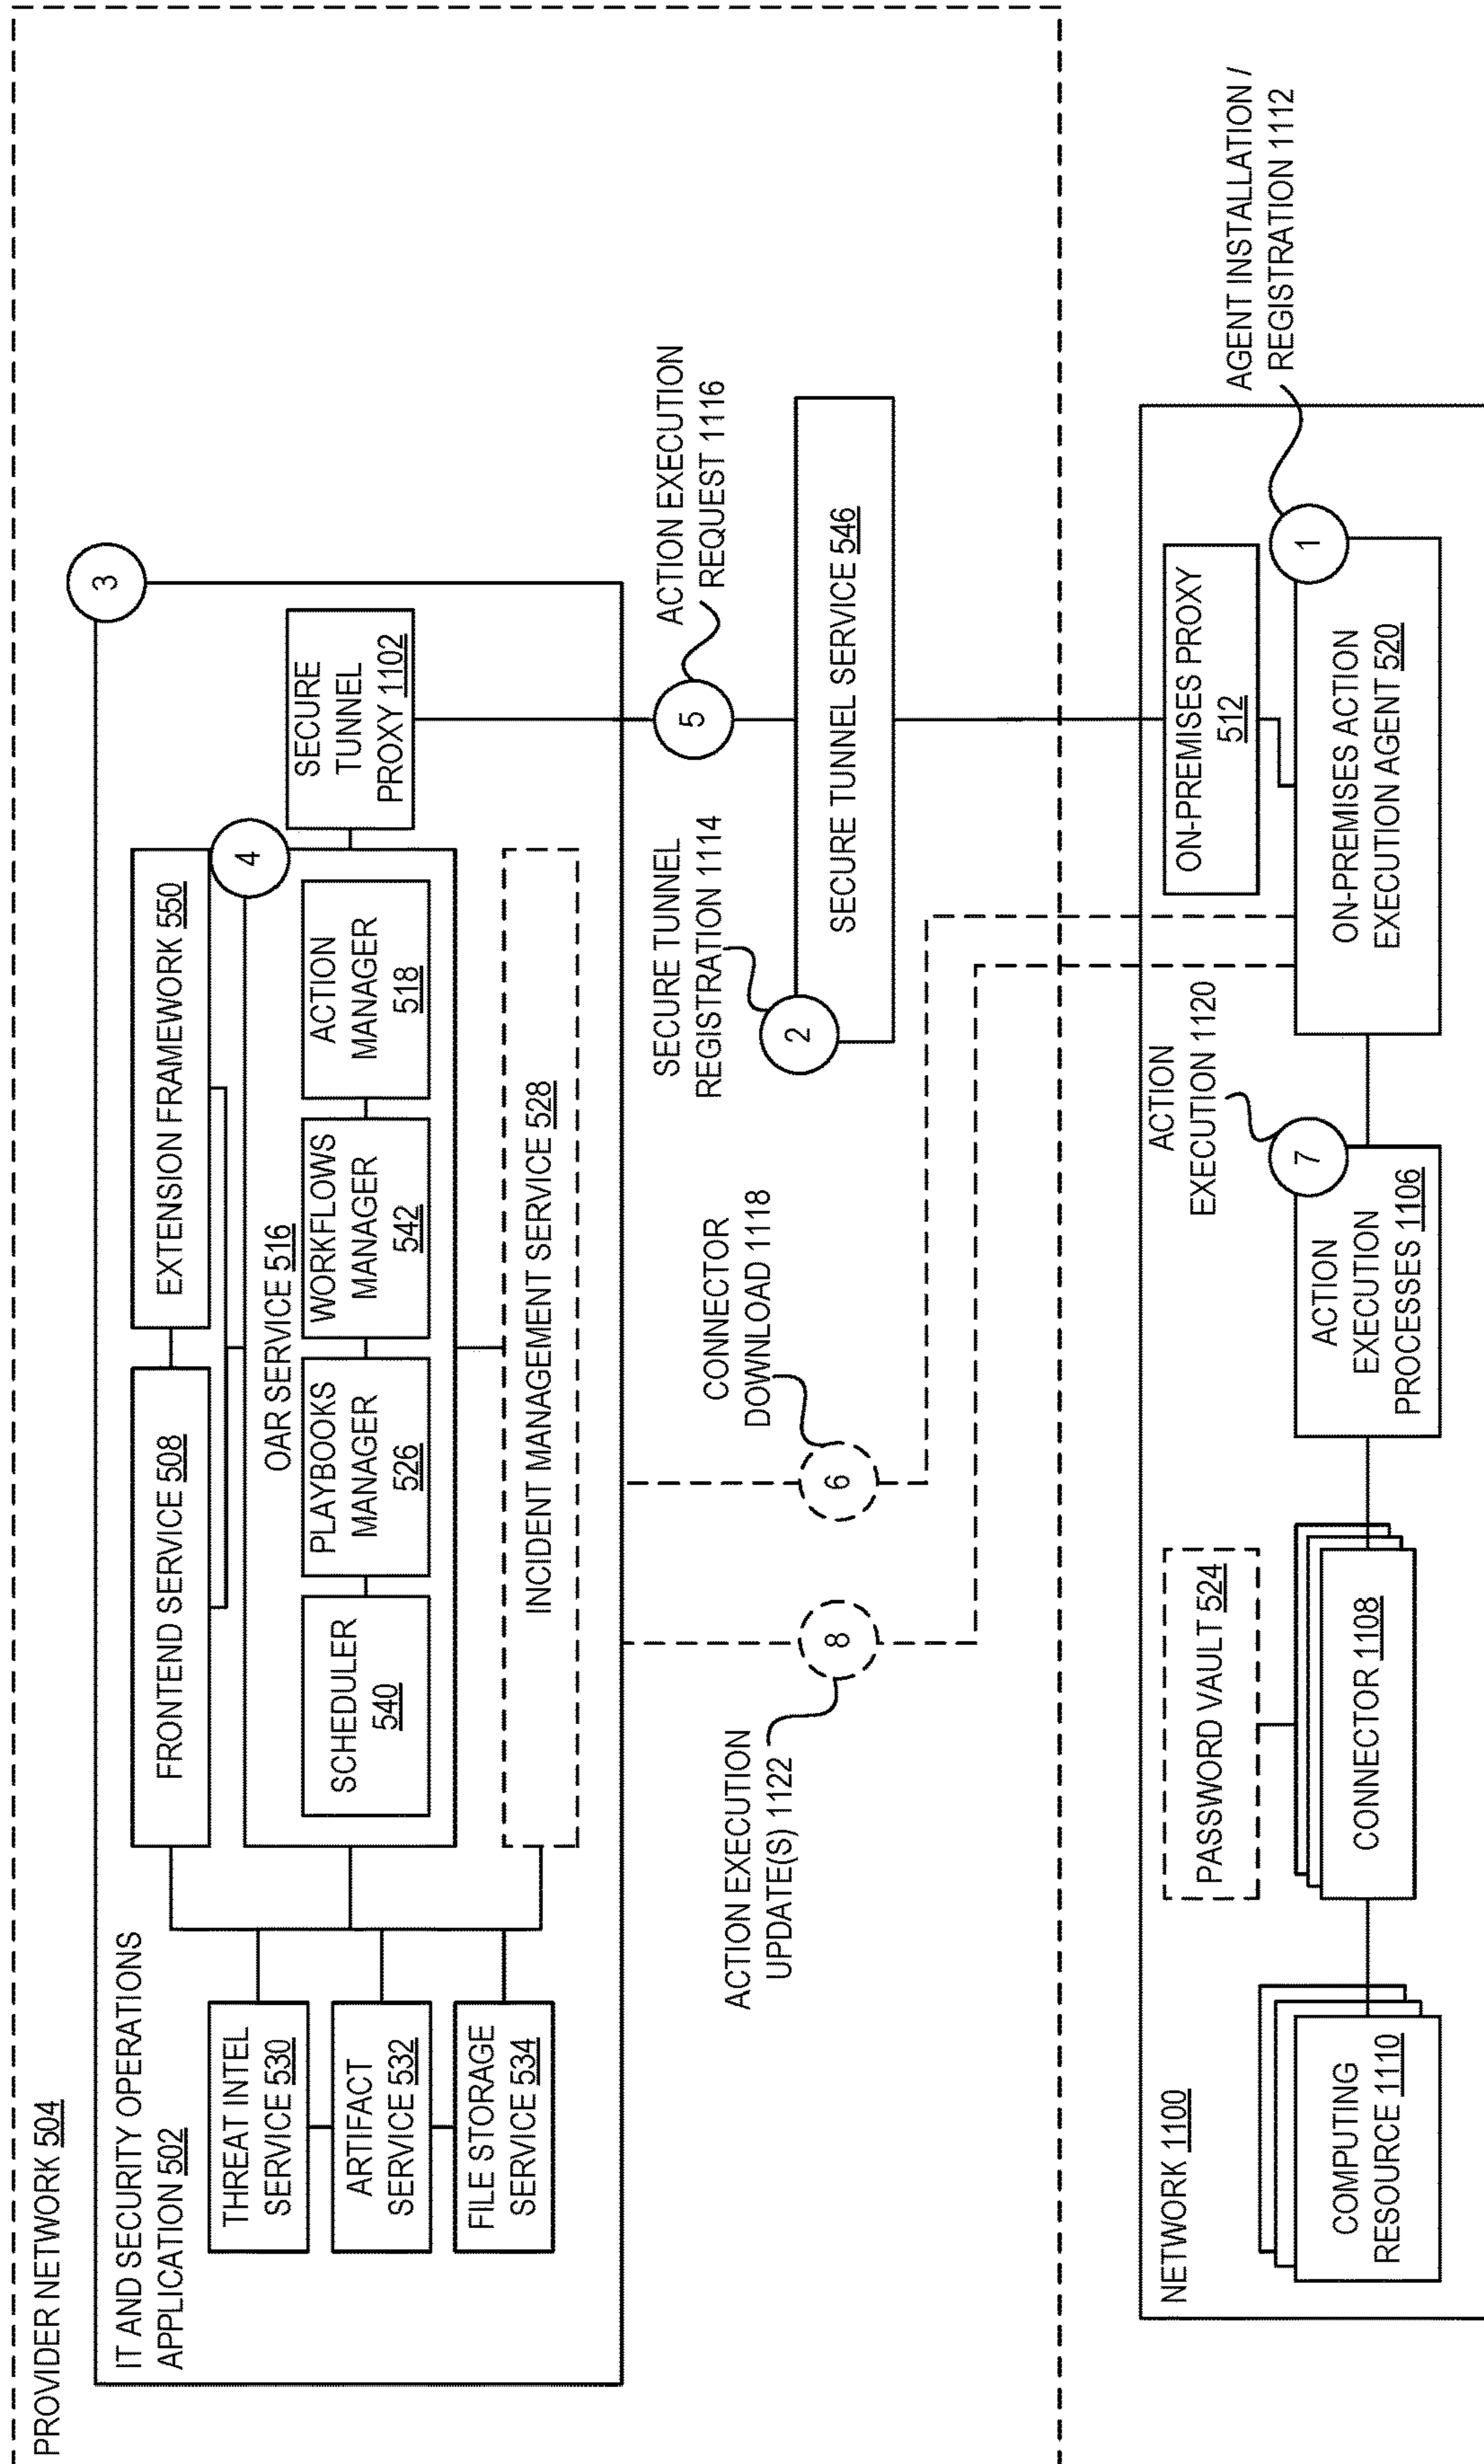 PROVIDER NETWORK 504
IT AND SECURITY OPERATIONS
APPLICATION 502
3
THREAT INTEL
SERVICE 530
ARTIFACT
SERVICE 532
FILE STORAGE
SERVICE 534
FRONTEND SERVICE 508
EXTENSION FRAMEWORK 550
4
OAR SERVICE 516
SCHEDULER
540
PLAYBOOKS
MANAGER
526
WORKFLOWS
MANAGER
542
ACTION
MANAGER
518
SECURE
TUNNEL
PROXY 1102
INCIDENT MANAGEMENT SERVICE 528
ACTION EXECUTION
UPDATE(S) 1122
8
CONNECTOR
DOWNLOAD 1118
6
SECURE TUNNEL
REGISTRATION 1114
2
ACTION EXECUTION
REQUEST 1116
5
SECURE TUNNEL SERVICE 546
NETWORK 1100
COMPUTING
RESOURCE 1110
PASSWORD VAULT 524
CONNECTOR 1108
ACTION
EXECUTION 1120
7
ACTION
EXECUTION
PROCESSES 1106
ON-PREMISES PROXY
512
ON-PREMISES ACTION
EXECUTION AGENT 520
1
AGENT INSTALLATION /
REGISTRATION 1112